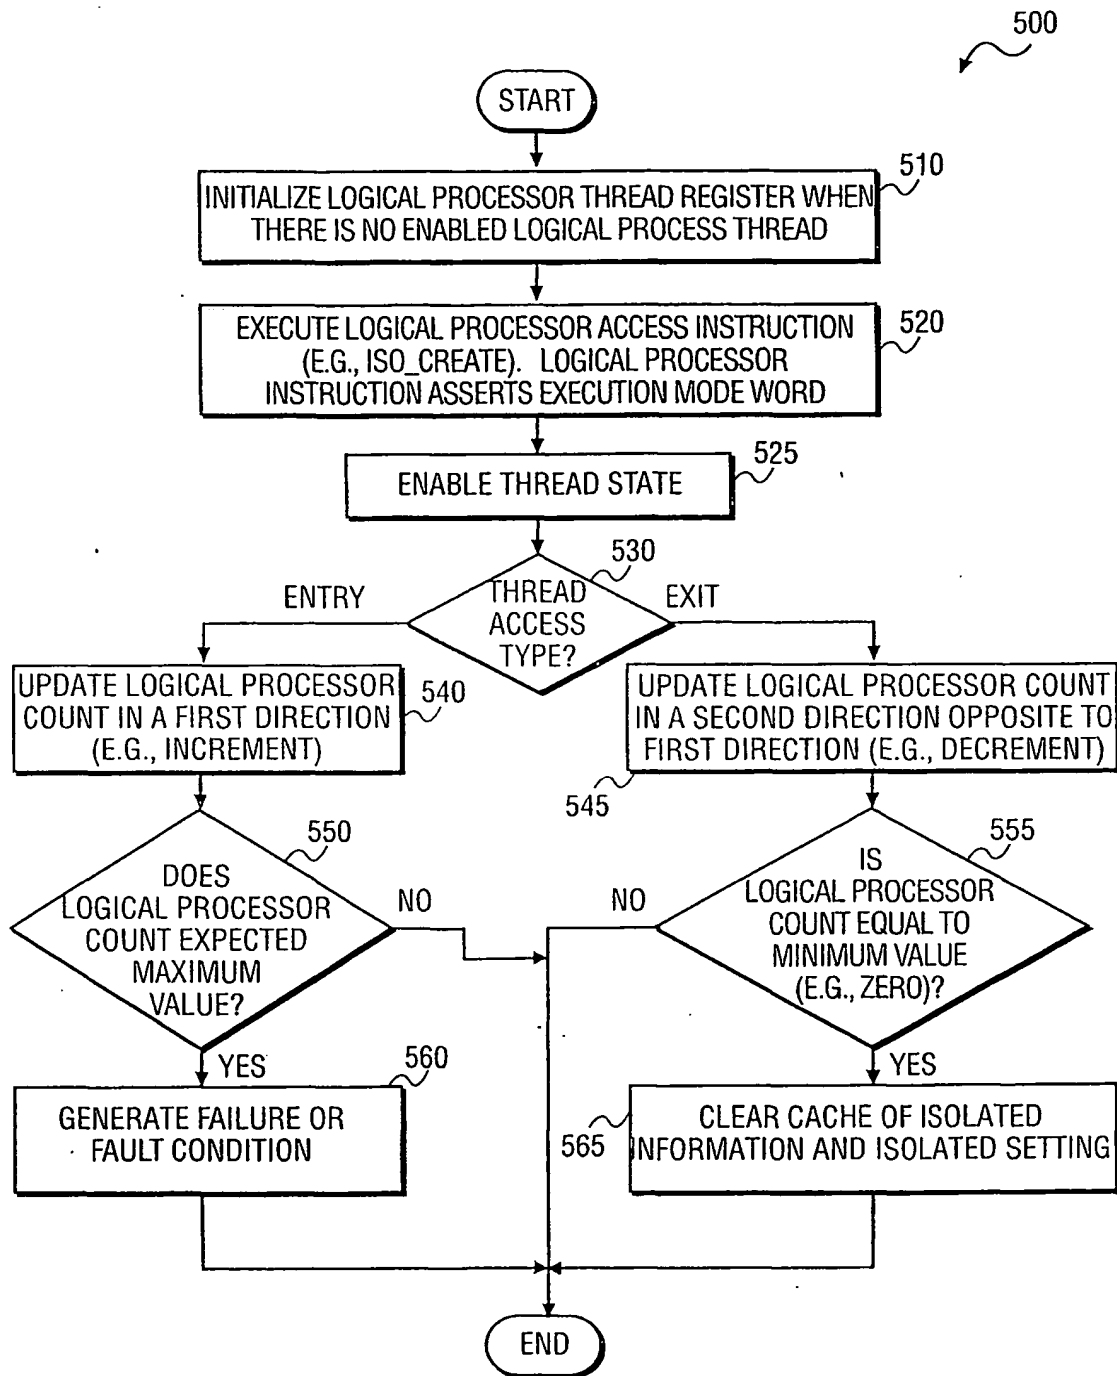 500
START
510
INITIALIZE LOGICAL PROCESSOR THREAD REGISTER WHEN
THERE IS NO ENABLED LOGICAL PROCESS THREAD
EXECUTE LOGICAL PROCESSOR ACCESS INSTRUCTION
(E.G., ISO_CREATE). LOGICAL PROCESSOR
INSTRUCTION ASSERTS EXECUTION MODE WORD
520
ENABLE THREAD STATE
525
530
THREAD
ACCESS
TYPE?
ENTRY
EXIT
UPDATE LOGICAL PROCESSOR
COUNT IN A FIRST DIRECTION
(E.G., INCREMENT)
540
UPDATE LOGICAL PROCESSOR COUNT
IN A SECOND DIRECTION OPPOSITE TO
FIRST DIRECTION (E.G., DECREMENT)
545
550
DOES
LOGICAL PROCESSOR
COUNT EXPECTED
MAXIMUM
VALUE?
NO
555
IS
LOGICAL PROCESSOR
COUNT EQUAL TO
MINIMUM VALUE
(E.G., ZERO)?
NO
YES
560
GENERATE FAILURE OR
FAULT CONDITION
YES
CLEAR CACHE OF ISOLATED
INFORMATION AND ISOLATED SETTING
565
END